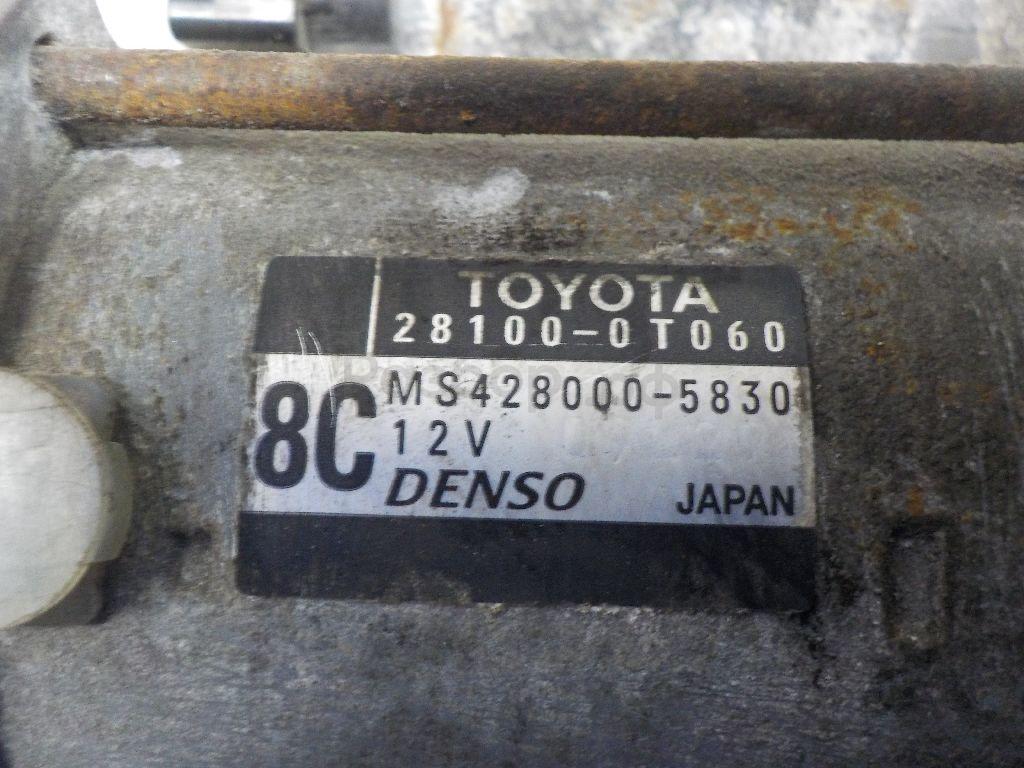 TOYOTA
28100-0T060
8C
MS428000-5830
12V
DENSO JAPAN